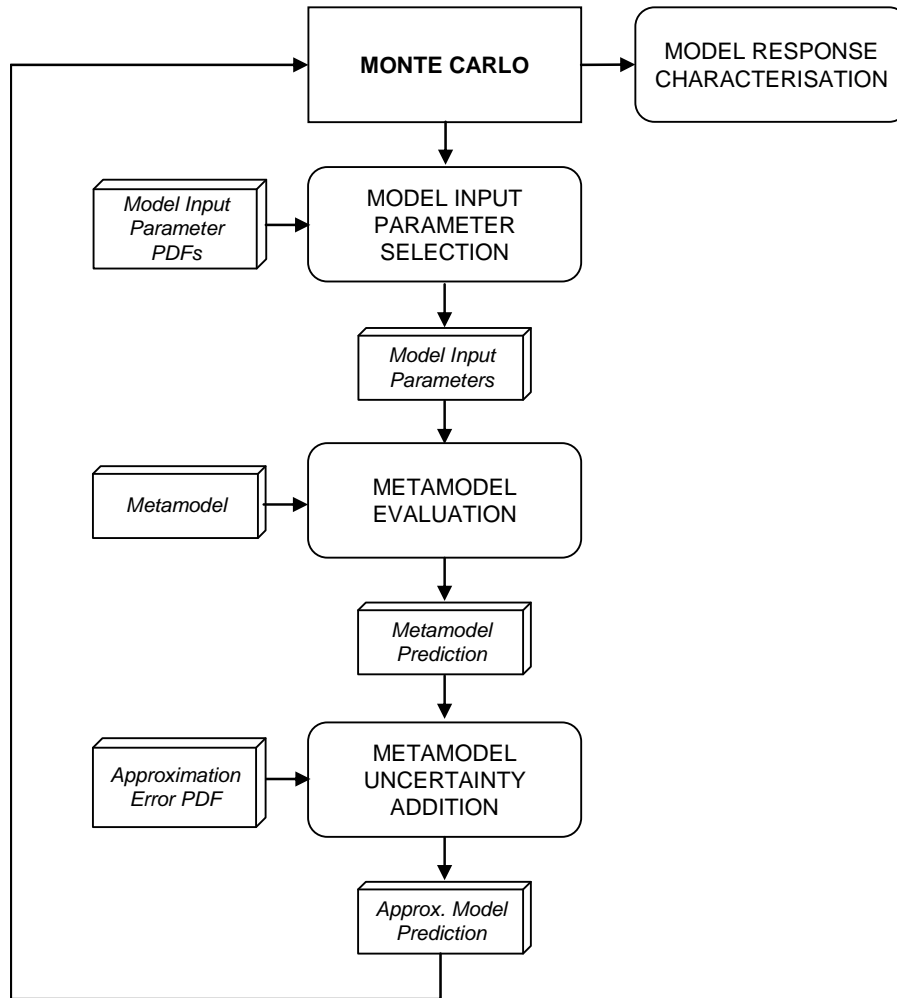 MONTE CARLO
MODEL RESPONSE
CHARACTERISATION
Model Input
Parameter
PDFs
MODEL INPUT
PARAMETER
SELECTION
Model Input
Parameters
Metamodel
METAMODEL
EVALUATION
Metamodel
Prediction
Approximation
Error PDF
METAMODEL
UNCERTAINTY
ADDITION
Approx. Model
Prediction